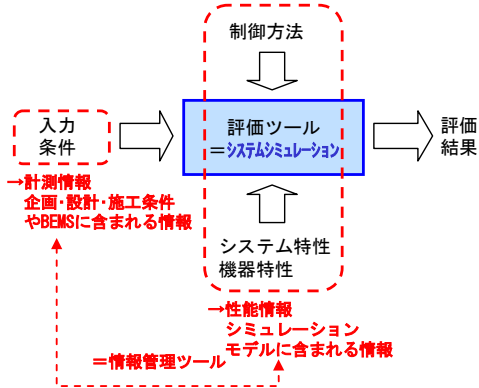 制御方法
入力
条件
評価ツール
＝システムシミュレーション
評価
結果
→計測情報
企画・設計・施工条件
やBEMSに含まれる情報
システム特性
機器特性
→性能情報
シミュレーション
モデルに含まれる情報
＝情報管理ツール